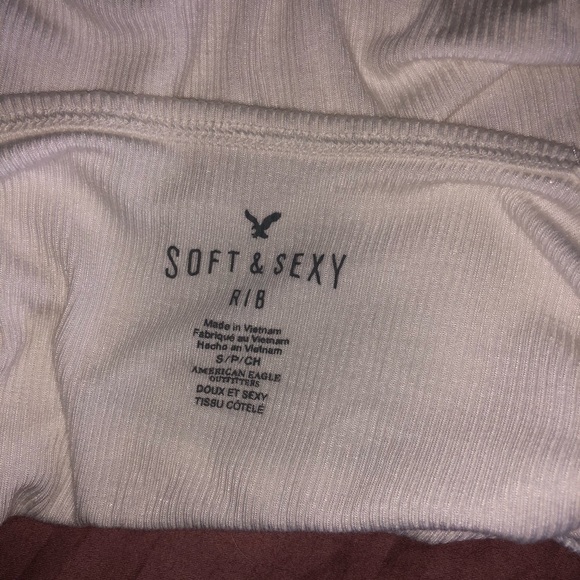 SOFT & SEXY
RIB
Made in Vietnam
Fabriqué au Vietnam
Hecho an Vietnam
S/P/CH
AMERICAN EAGLE
OUTFITTERS
DOUX ET SEXY
TISSU CÔTELÉ